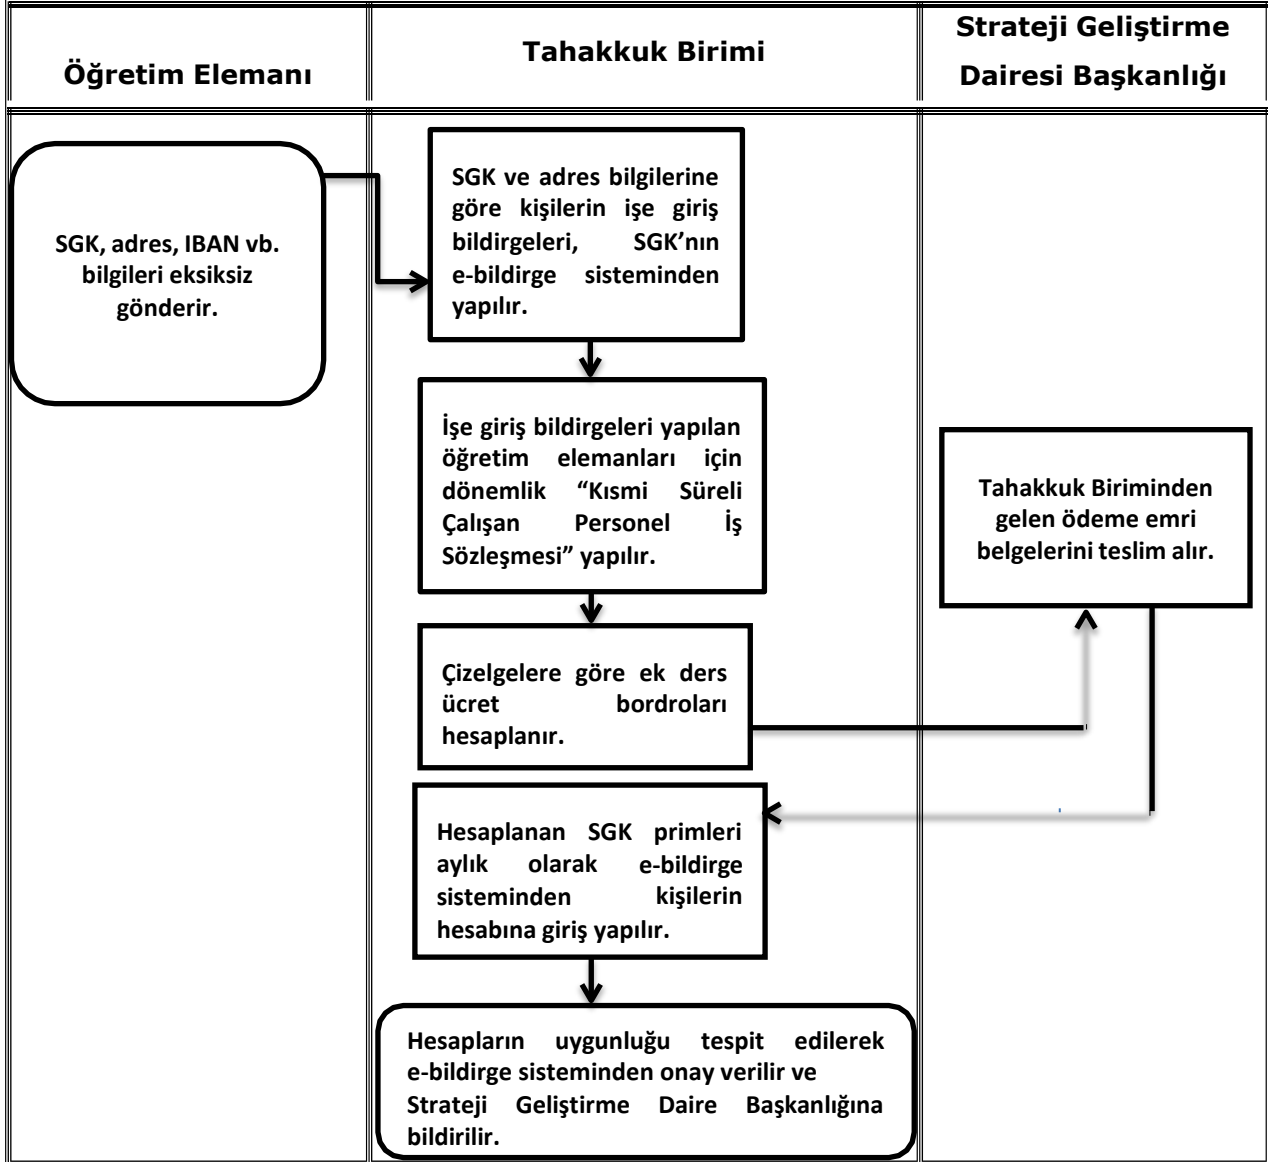 Öğretim Elemanı
Tahakkuk Birimi
Strateji Geliştirme
Dairesi Başkanlığı
SGK, adres, IBAN vb.
bilgileri eksiksiz
gönderir.
SGK ve adres bilgilerine
göre kişilerin işe giriş
bildirgeleri, SGK’nın
e-bildirge sisteminden
yapılır.
İşe giriş bildirgeleri yapılan
öğretim elemanları için
dönemlik “Kısmi Süreli
Çalışan Personel İş
Sözleşmesi” yapılır.
Çizelgelere göre ek ders
ücret bordroları
hesaplanır.
Tahakkuk Biriminden
gelen ödeme emri
belgelerini teslim alır.
Hesaplanan SGK primleri
aylık olarak e-bildirge
sisteminden kişilerin
hesabına giriş yapılır.
Hesapların uygunluğu tespit edilerek
e-bildirge sisteminden onay verilir ve
Strateji Geliştirme Daire Başkanlığına
bildirilir.